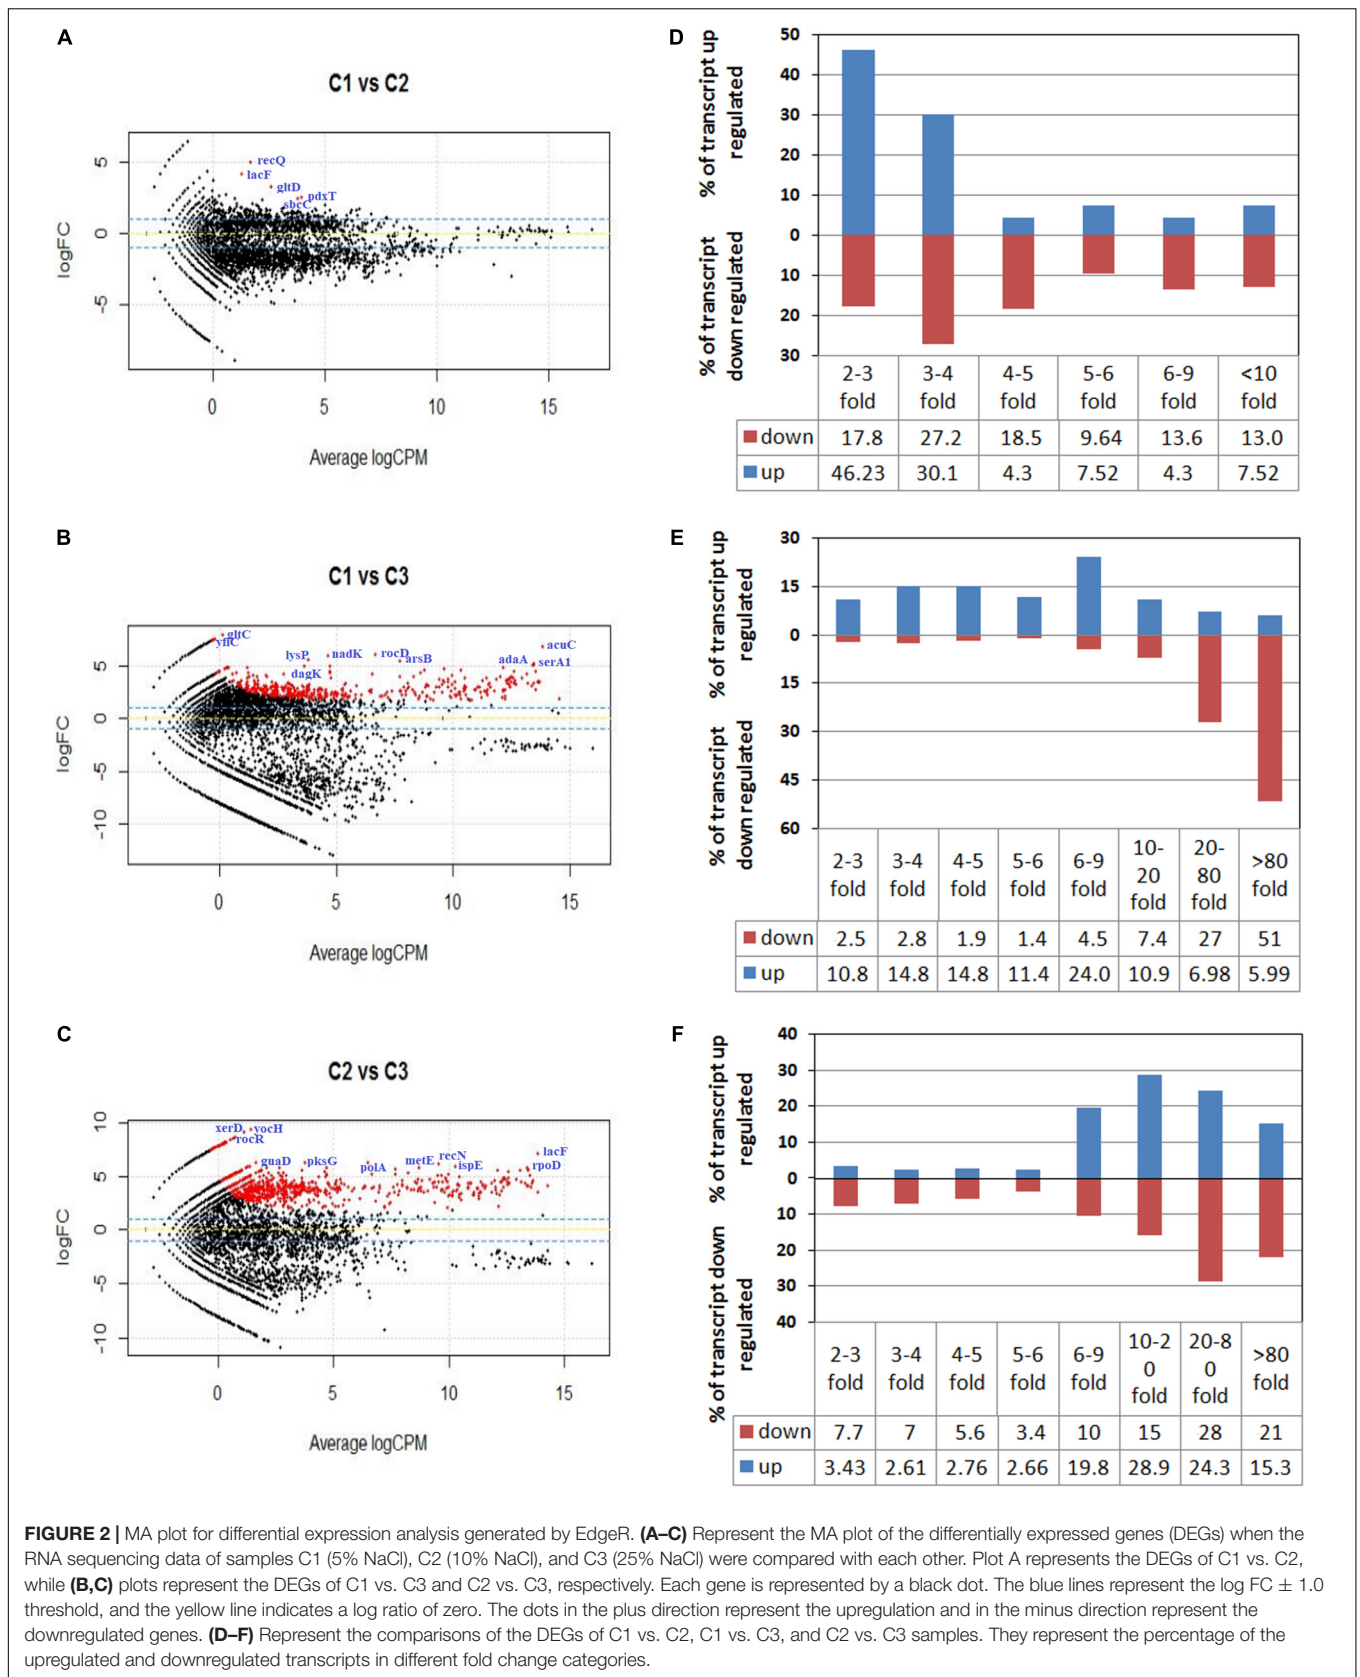 A
C1 vs C2
5
0
-5
logFC
recQ
lacF
gltD
pdxT
sbcC
0 5 10 15
Average logCPM
D
% of transcript up regulated
% of transcript down regulated
50
40
30
20
10
0
10
20
30
2-3 fold 3-4 fold 4-5 fold 5-6 fold 6-9 fold <10 fold
down 17.8 27.2 18.5 9.64 13.6 13.0
up 46.23 30.1 4.3 7.52 4.3 7.52
B
C1 vs C3
5
0
-5
-10
logFC
gltC
yflC
lysP
nadK
dagK
rocD
arsB
adaA
acuC
serA1
0 5 10 15
Average logCPM
E
% of transcript up regulated
% of transcript down regulated
30
15
0
15
30
45
60
2-3 fold 3-4 fold 4-5 fold 5-6 fold 6-9 fold 10-20 fold 20-80 fold >80 fold
down 2.5 2.8 1.9 1.4 4.5 7.4 27 51
up 10.8 14.8 14.8 11.4 24.0 10.9 6.98 5.99
C
C2 vs C3
10
5
0
-5
-10
logFC
xerD
yocH
rocR
guaD
pksG
polA
metE
recN
ispE
lacF
rpoD
0 5 10 15
Average logCPM
F
% of transcript up regulated
% of transcript down regulated
40
30
20
10
0
10
20
30
40
2-3 fold 3-4 fold 4-5 fold 5-6 fold 6-9 fold 10-20 fold 20-80 fold >80 fold
down 7.7 7 5.6 3.4 10 15 28 21
up 3.43 2.61 2.76 2.66 19.8 28.9 24.3 15.3
FIGURE 2 | MA plot for differential expression analysis generated by EdgeR. (A–C) Represent the MA plot of the differentially expressed genes (DEGs) when the
RNA sequencing data of samples C1 (5% NaCl), C2 (10% NaCl), and C3 (25% NaCl) were compared with each other. Plot A represents the DEGs of C1 vs. C2,
while (B,C) plots represent the DEGs of C1 vs. C3 and C2 vs. C3, respectively. Each gene is represented by a black dot. The blue lines represent the log FC ± 1.0
threshold, and the yellow line indicates a log ratio of zero. The dots in the plus direction represent the upregulation and in the minus direction represent the
downregulated genes. (D–F) Represent the comparisons of the DEGs of C1 vs. C2, C1 vs. C3, and C2 vs. C3 samples. They represent the percentage of the
upregulated and downregulated transcripts in different fold change categories.